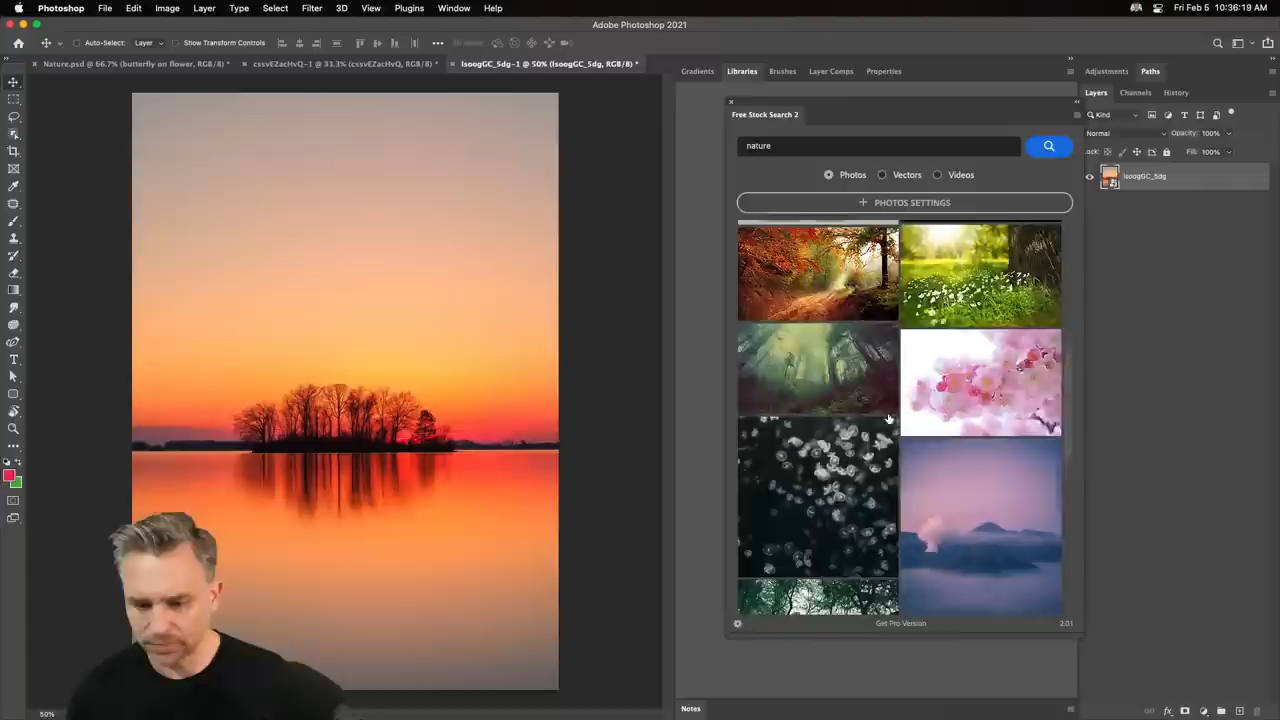 Photoshop File Edit Image Layer Type Select Filter 3D View Plugins Window Help Fri Feb 5 10:36:19 AM
Adobe Photoshop 2021
Auto-Select: Layer Show Transform Controls
Nature.psd @ 66.7% (butterfly on flower, RGB/8) * cssvEZacHvQ-1 @ 33.3% (cssvEZacHvQ, RGB/8) * lsoogGC_5dg-1 @ 50% (lsoogGC_5dg, RGB/8) *
Gradients Libraries Brushes Layer Comps Properties
Adjustments Paths
Layers Channels History
Free Stock Search 2
Kind
Normal Opacity: 100%
nature
Lock: Fill: 100%
Photos Vectors Videos
lsoogGC_5dg
+ PHOTOS SETTINGS
Get Pro Version 2.0.1
Notes
50%